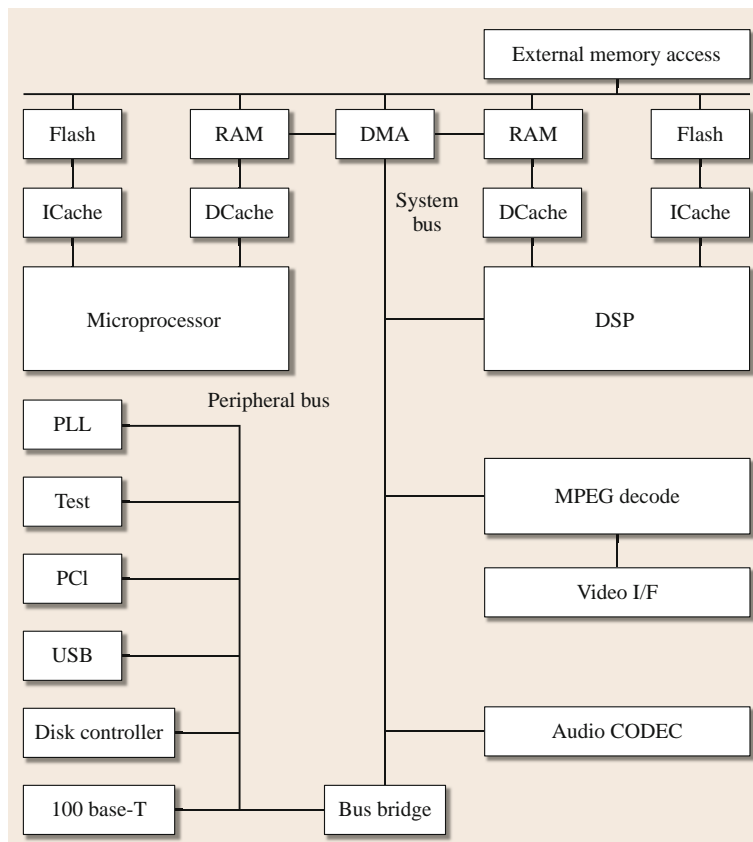 External memory access
Flash
RAM
DMA
RAM
Flash
ICache
DCache
System
bus
DCache
ICache
Microprocessor
DSP
Peripheral bus
PLL
Test
PCl
USB
Disk controller
100 base-T
MPEG decode
Video I/F
Audio CODEC
Bus bridge